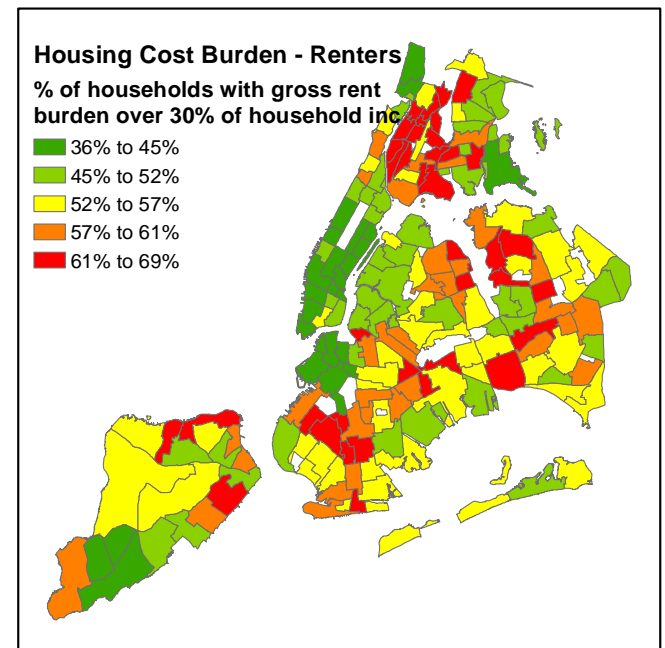 Housing Cost Burden - Renters
% of households with gross rent
burden over 30% of household inc
36% to 45%
45% to 52%
52% to 57%
57% to 61%
61% to 69%